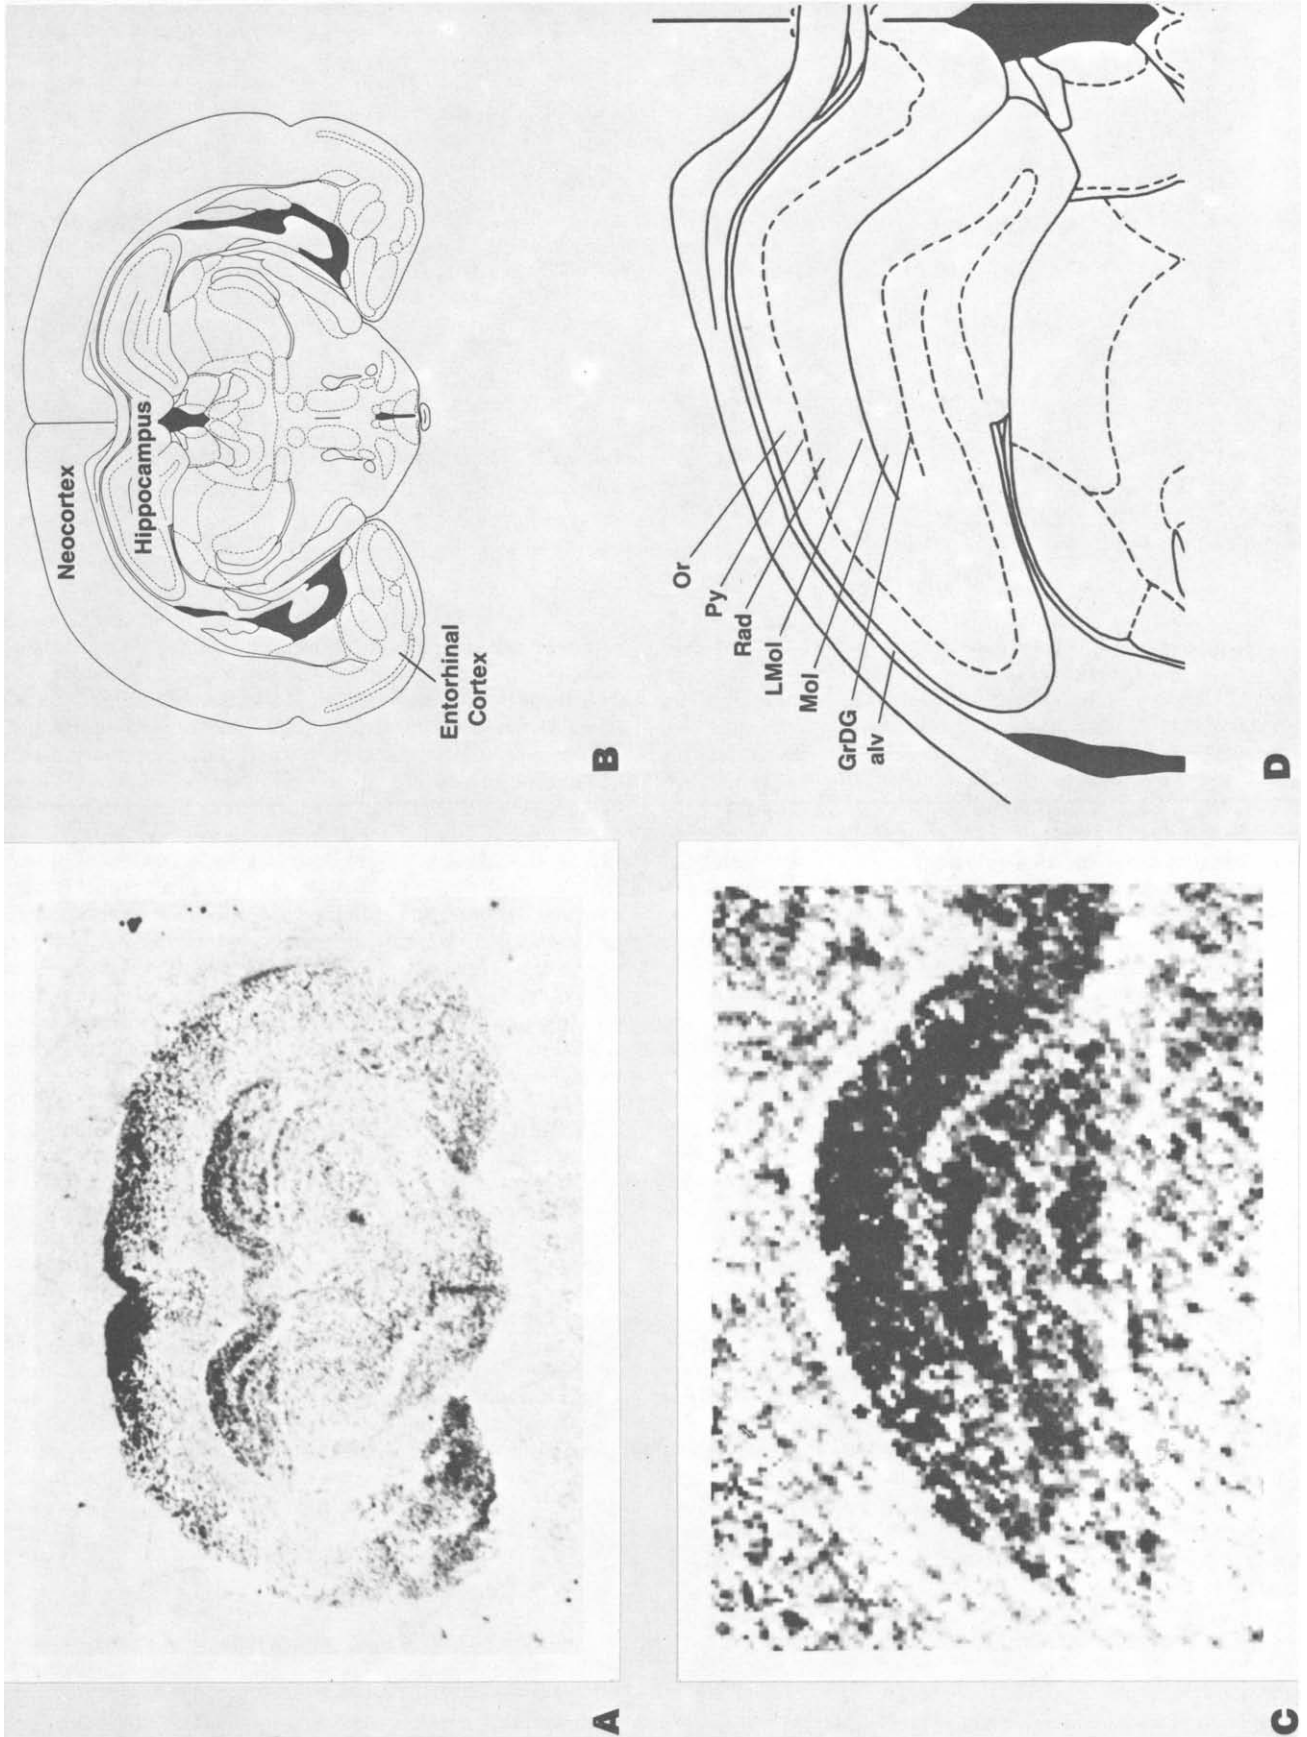 A
B
Neocortex
Hippocampus
Entorhinal
Cortex
C
D
Or
Py
Rad
LMol
Mol
GrDG
alv